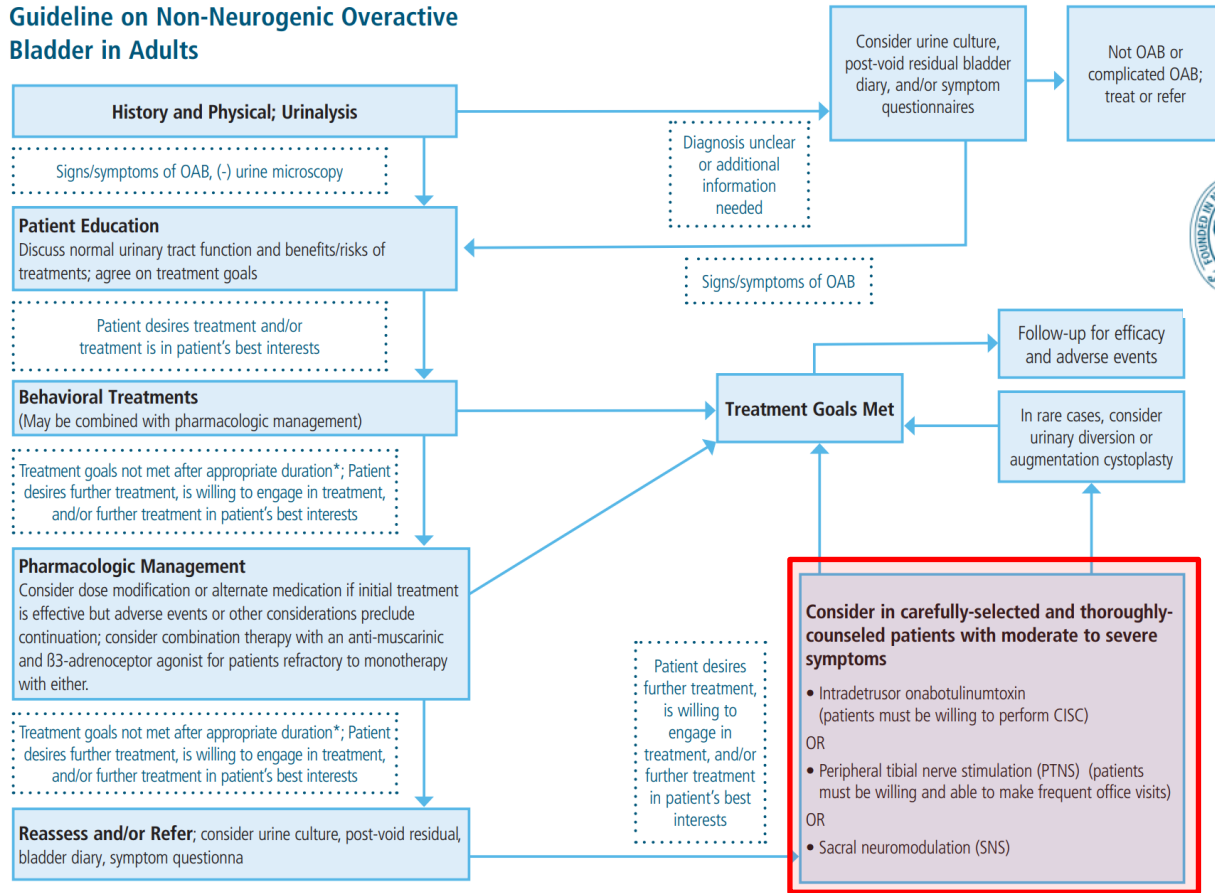 Guideline on Non-Neurogenic Overactive
Bladder in Adults
History and Physical; Urinalysis
Signs/symptoms of OAB, (-) urine microscopy
Patient Education
Discuss normal urinary tract function and benefits/risks of
treatments; agree on treatment goals
Patient desires treatment and/or
treatment is in patient's best interests
Behavioral Treatments
(May be combined with pharmacologic management)
Treatment goals not met after appropriate duration*; Patient
desires further treatment, is willing to engage in treatment,
and/or further treatment in patient's best interests
Pharmacologic Management
Consider dose modification or alternate medication if initial treatment
is effective but adverse events or other considerations preclude
continuation; consider combination therapy with an anti-muscarinic
and ß3-adrenoceptor agonist for patients refractory to monotherapy
with either.
Treatment goals not met after appropriate duration*; Patient
desires further treatment, is willing to engage in treatment,
and/or further treatment in patient's best interests
Reassess and/or Refer; consider urine culture, post-void residual,
bladder diary, symptom questionna
Consider urine culture,
post-void residual bladder
diary, and/or symptom
questionnaires
Not OAB or
complicated OAB;
treat or refer
Diagnosis unclear
or additional
information
needed
Signs/symptoms of OAB
FOUNDED IN
Follow-up for efficacy
and adverse events
Treatment Goals Met
In rare cases, consider
urinary diversion or
augmentation cystoplasty
Patient desires
further treatment,
is willing to
engage in
treatment, and/or
further treatment
in patient's best
interests
Consider in carefully-selected and thoroughly-
counseled patients with moderate to severe
symptoms
• Intradetrusor onabotulinumtoxin
(patients must be willing to perform CISC)
OR
• Peripheral tibial nerve stimulation (PTNS) (patients
must be willing and able to make frequent office visits)
OR
• Sacral neuromodulation (SNS)